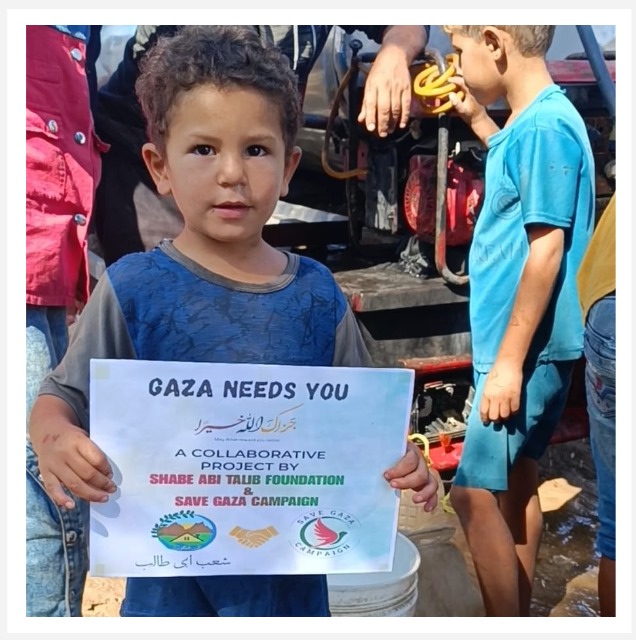 GAZA NEEDS YOU
جزاك الله خيرا
A COLLABORATIVE
PROJECT BY
SHABE ABI TALIB FOUNDATION
&
SAVE GAZA CAMPAIGN
SAVE GAZA
CAMPAIGN
شعب أبي طالب